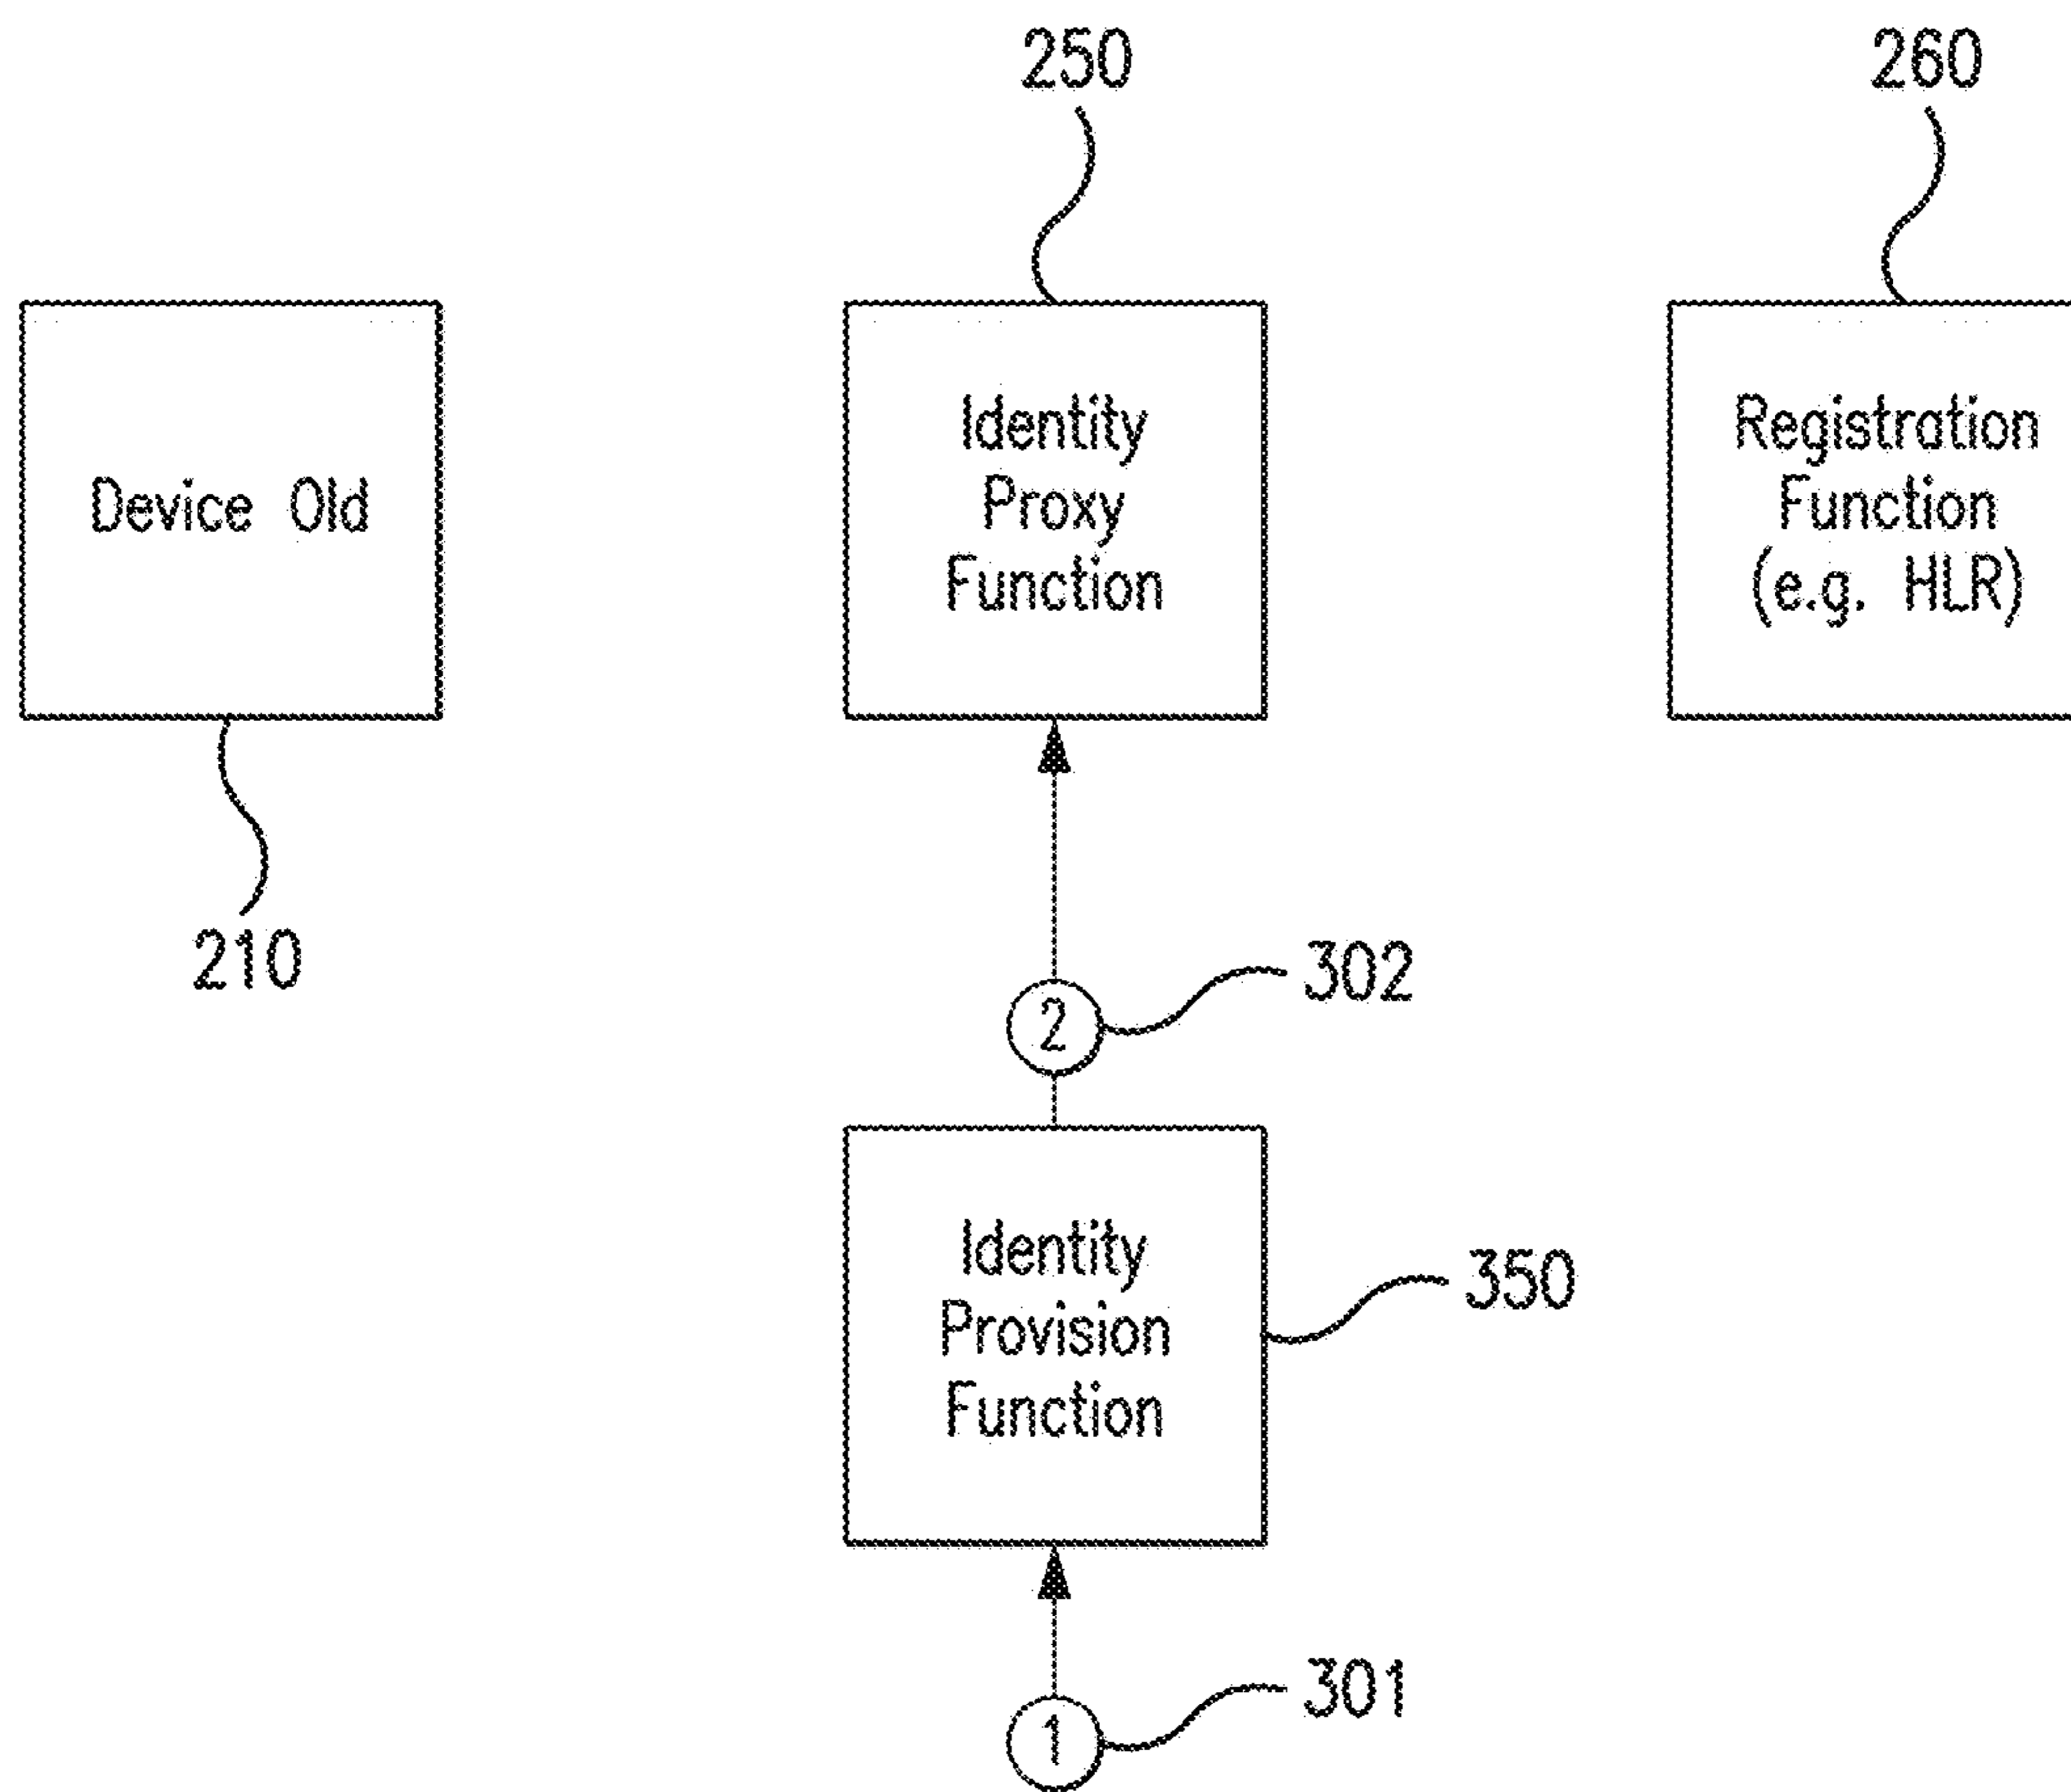 250
260
Device Old
Identity
Proxy
Function
Registration
Function
(e.g. HLR)
210
302
2
Identity
Provision
Function
350
301
1